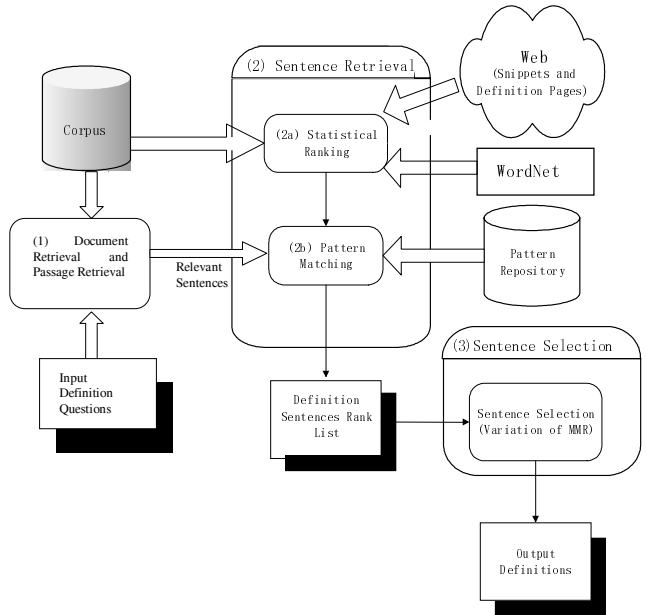 Web
(Snippets and
Definition Pages)
(2) Sentence Retrieval
Corpus
(2a) Statistical
Ranking
WordNet
(1) Document
Retrieval and
Passage Retrieval
Relevant
Sentences
(2b) Pattern
Matching
Pattern
Repository
Input
Definition
Questions
Definition
Sentences Rank
List
(3)Sentence Selection
Sentence Selection
(Variation of MMR)
Output
Definitions